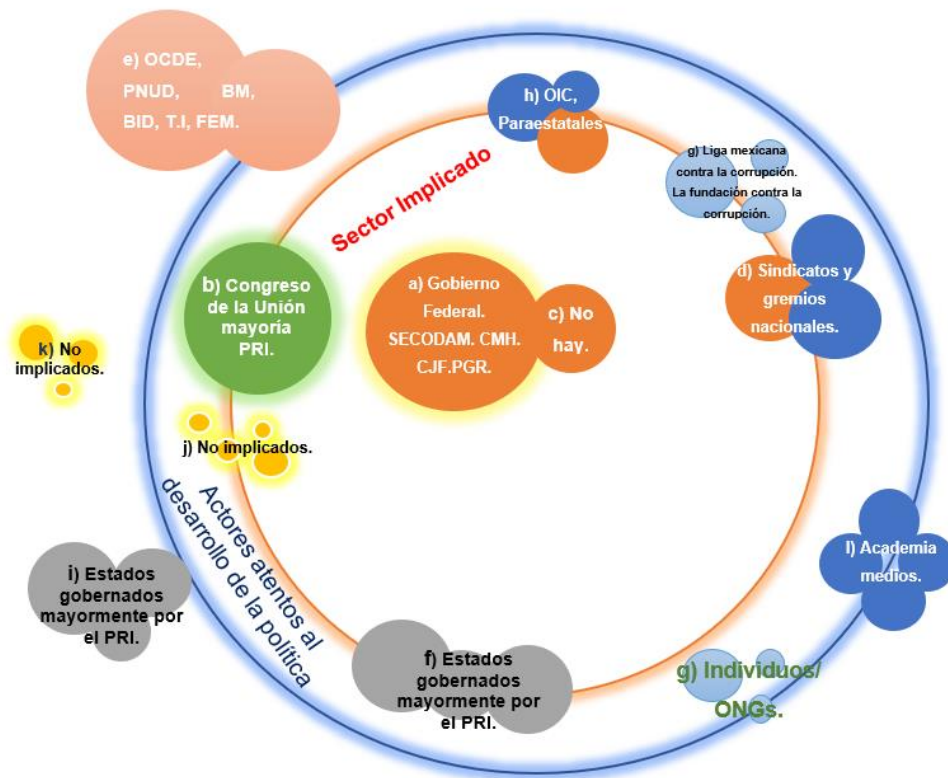 e) OCDE,
PNUD, BM,
BID, T.I, FEM.
h) OIC,
Paraestatales
g) Liga mexicana
contra la corrupción.
La fundación contra la
corrupción.
Sector Implicado
b) Congreso
de la Unión
mayoría
PRI.
a) Gobierno
Federal.
SECODAM. CMH.
CJF.PGR.
c) No
hay.
d) Sindicatos y
gremios
nacionales.
k) No
implicados.
j) No implicados.
Actores atentos al
desarrollo de la política
i) Estados
gobernados
mayormente por
el PRI.
f) Estados
gobernados
mayormente por
el PRI.
l) Academia
medios.
g) Individuos/
ONGs.